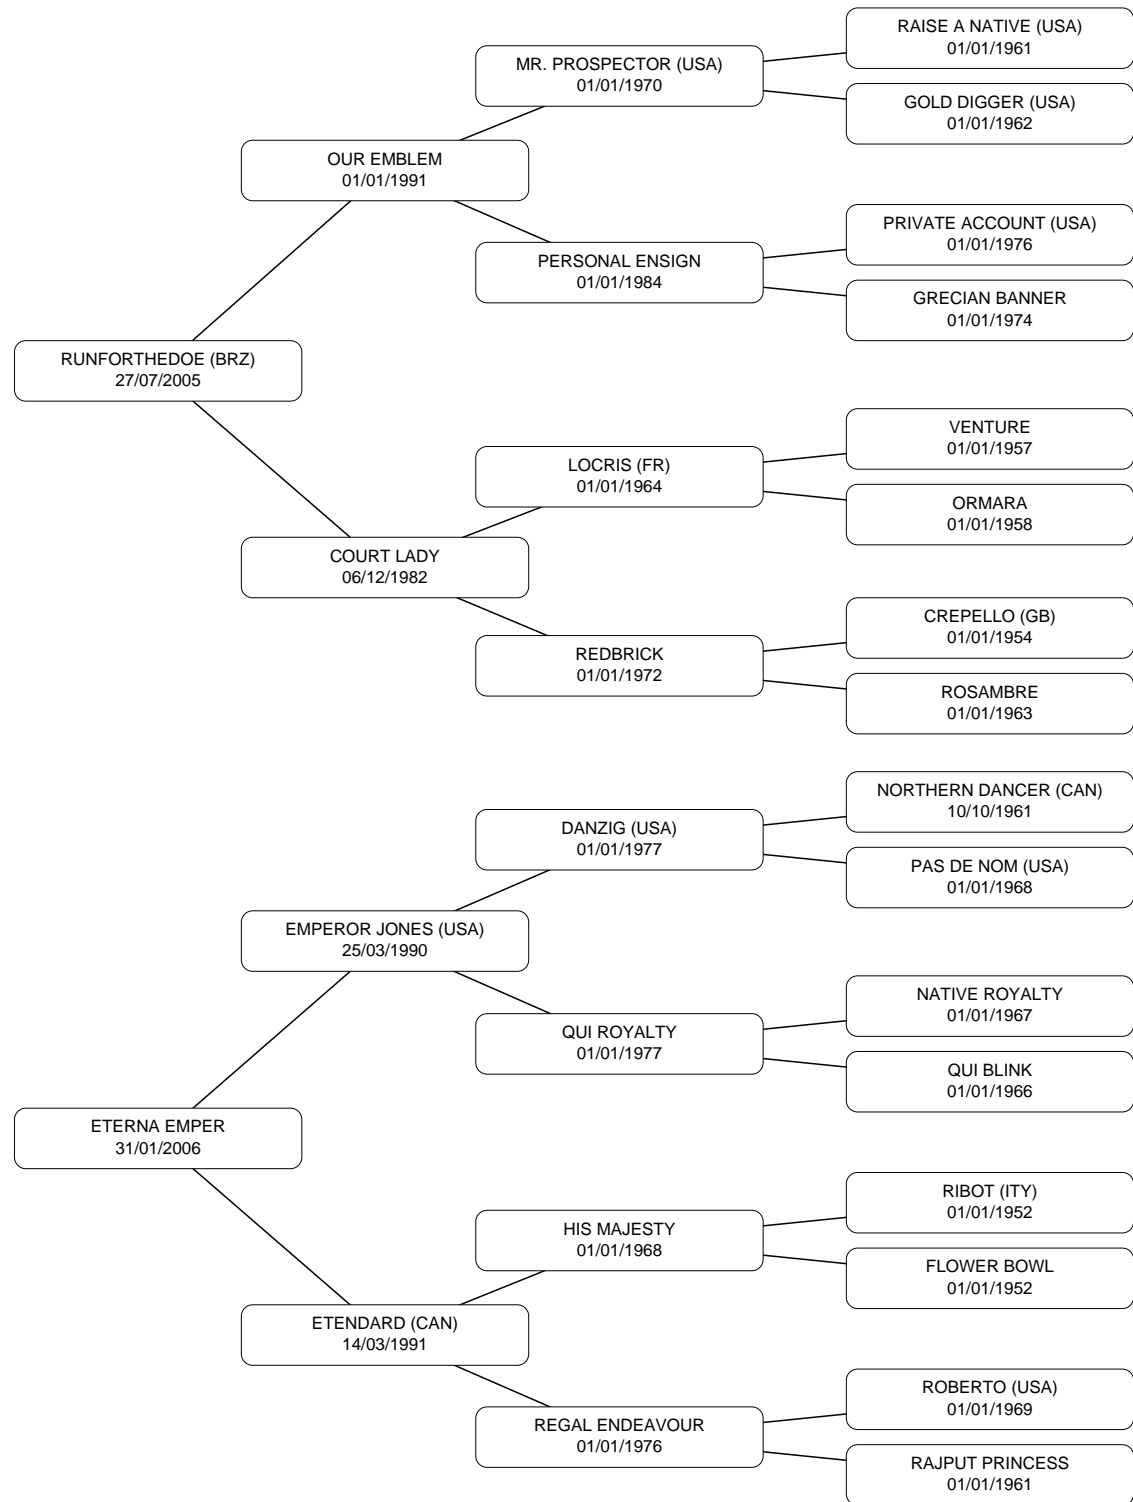 RAISE A NATIVE (USA)
01/01/1961
MR. PROSPECTOR (USA)
01/01/1970
GOLD DIGGER (USA)
01/01/1962
OUR EMBLEM
01/01/1991
PRIVATE ACCOUNT (USA)
01/01/1976
PERSONAL ENSIGN
01/01/1984
GRECIAN BANNER
01/01/1974
RUNFORTHEDOE (BRZ)
27/07/2005
VENTURE
01/01/1957
LOCRIS (FR)
01/01/1964
ORMARA
01/01/1958
COURT LADY
06/12/1982
CREPELLO (GB)
01/01/1954
REDBRICK
01/01/1972
ROSAMBRE
01/01/1963
NORTHERN DANCER (CAN)
10/10/1961
DANZIG (USA)
01/01/1977
PAS DE NOM (USA)
01/01/1968
EMPEROR JONES (USA)
25/03/1990
NATIVE ROYALTY
01/01/1967
QUI ROYALTY
01/01/1977
QUI BLINK
01/01/1966
ETERNA EMPER
31/01/2006
RIBOT (ITY)
01/01/1952
HIS MAJESTY
01/01/1968
FLOWER BOWL
01/01/1952
ETENDARD (CAN)
14/03/1991
ROBERTO (USA)
01/01/1969
REGAL ENDEAVOUR
01/01/1976
RAJPUT PRINCESS
01/01/1961